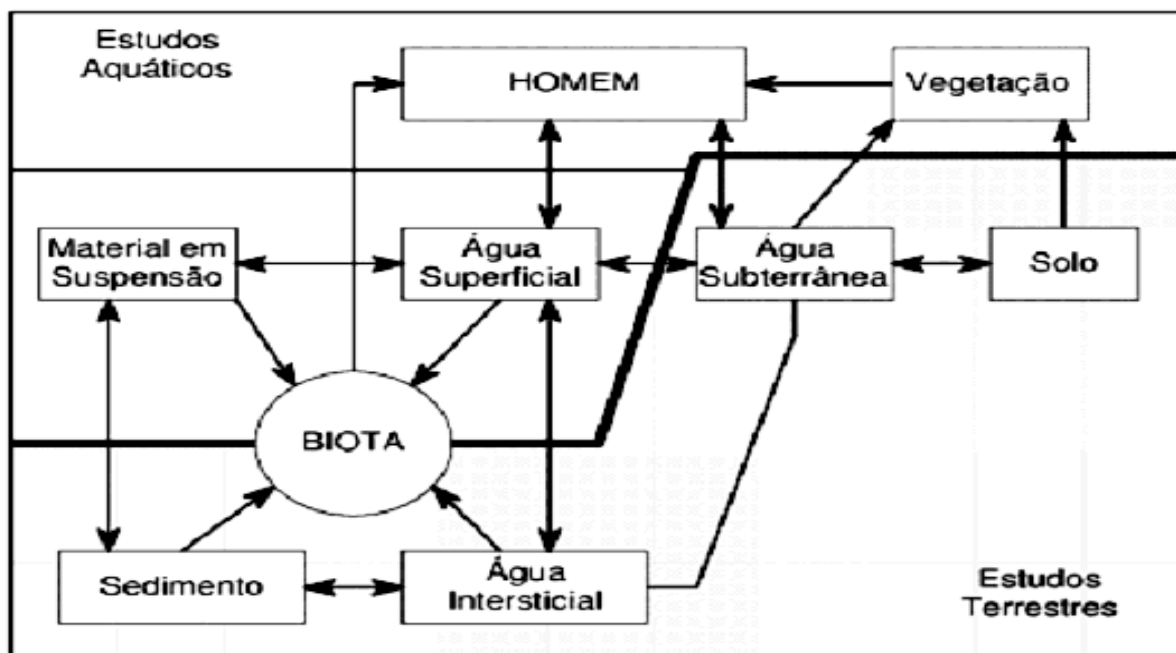 Estudos
Aquáticos
HOMEM
Vegetação
Material em
Suspensão
Água
Superficial
Água
Subterrânea
Solo
BIOTA
Sedimento
Água
Intersticial
Estudos
Terrestres